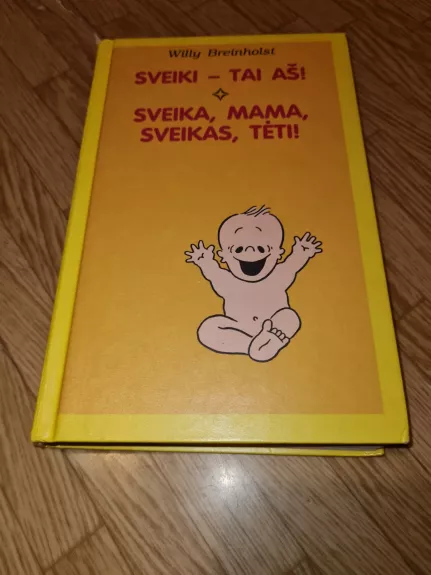 Willy Breinholst
SVEIKI – TAI AŠ!
SVEIKA, MAMA,
SVEIKAS, TĖTI!